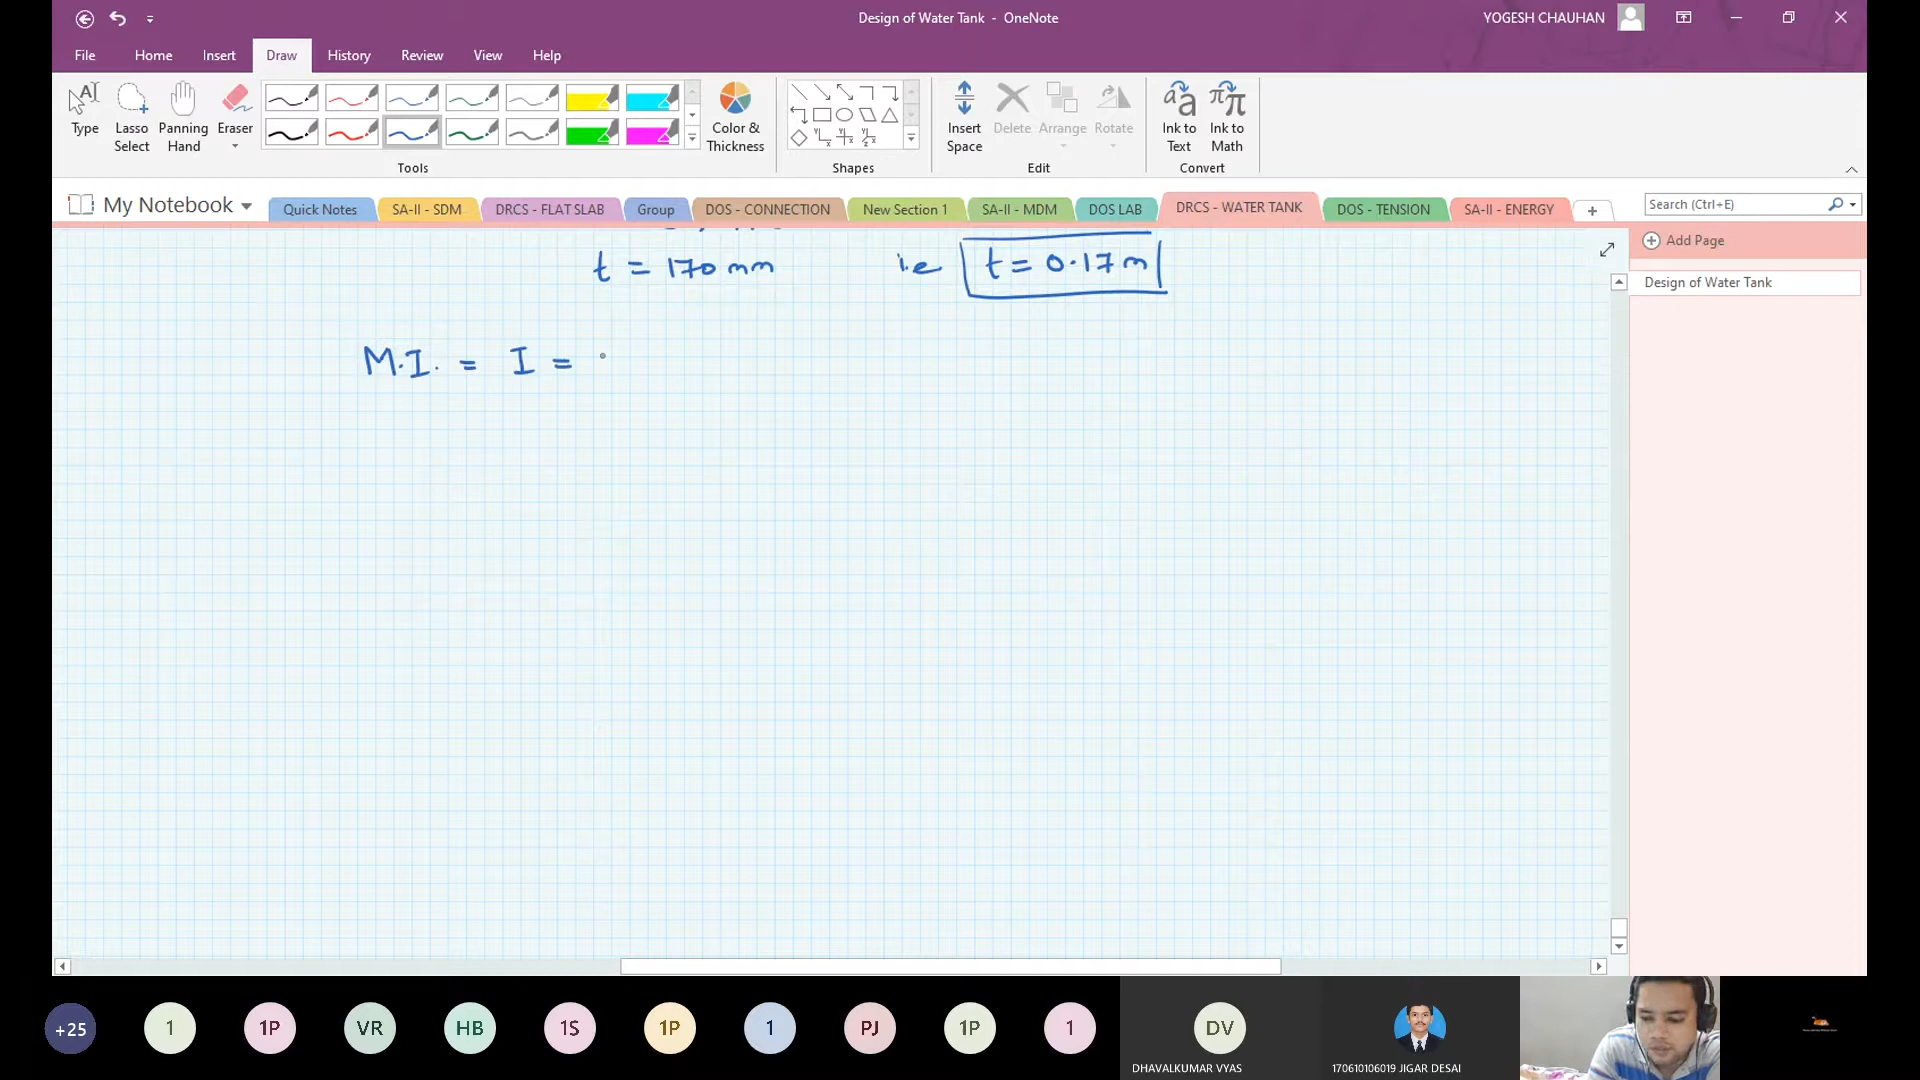 Design of Water Tank - OneNote
YOGESH CHAUHAN
File Home Insert Draw History Review View Help
Type
Lasso Select
Panning Hand
Eraser
Color & Thickness
Insert Space
Delete
Arrange
Rotate
Ink to Text
Ink to Math
Tools
Shapes
Edit
Convert
My Notebook
Quick Notes
SA-II - SDM
DRCS - FLAT SLAB
Group
DOS - CONNECTION
New Section 1
SA-II - MDM
DOS LAB
DRCS - WATER TANK
DOS - TENSION
SA-II - ENERGY
Search (Ctrl+E)
Add Page
Design of Water Tank
t = 170 mm i.e t = 0.17 m
M.I. = I =
+25 1 1P VR HB 1S 1P 1 PJ 1P 1 DV
DHAVALKUMAR VYAS
170610106019 JIGAR DESAI